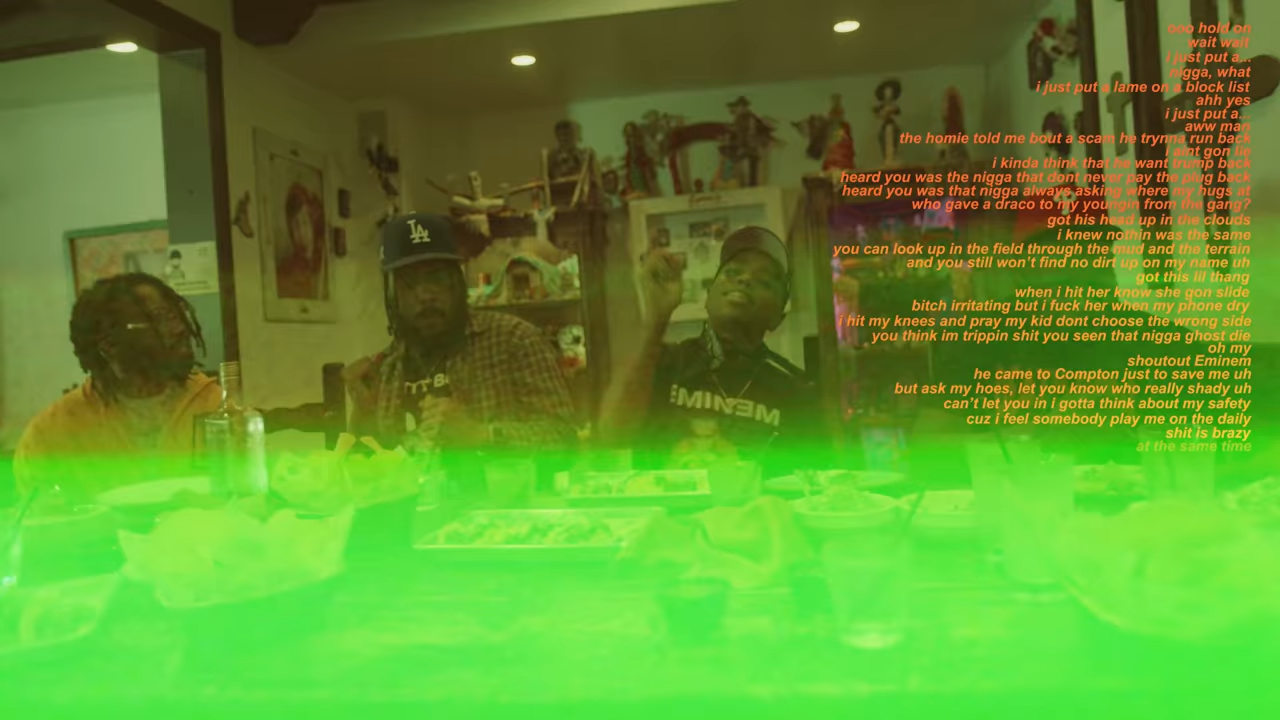 ooo hold on
wait wait
I just put a...
nigga, what
i just put a lame on a block list
ahh yes
i just put a...
aww man
the homie told me bout a scam he trynna run back
i aint gon lie
i kinda think that he want trump back
heard you was the nigga that dont never pay the plug back
heard you was that nigga always asking where my hugs at
who gave a draco to my youngin from the gang?
got his head up in the clouds
i knew nothin was the same
you can look up in the field through the mud and the terrain
and you still won't find no dirt up on my name uh
got this lil thang
when i hit her know she gon slide
bitch irritating but i fuck her when my phone dry
i hit my knees and pray my kid dont choose the wrong side
you think im trippin shit you seen that nigga ghost die
oh my
shoutout Eminem
he came to Compton just to save me uh
but ask my hoes, let you know who really shady uh
can't let you in i gotta think about my safety
cuz i feel somebody play me on the daily
shit is brazy
at the same time
LA
EMINEM